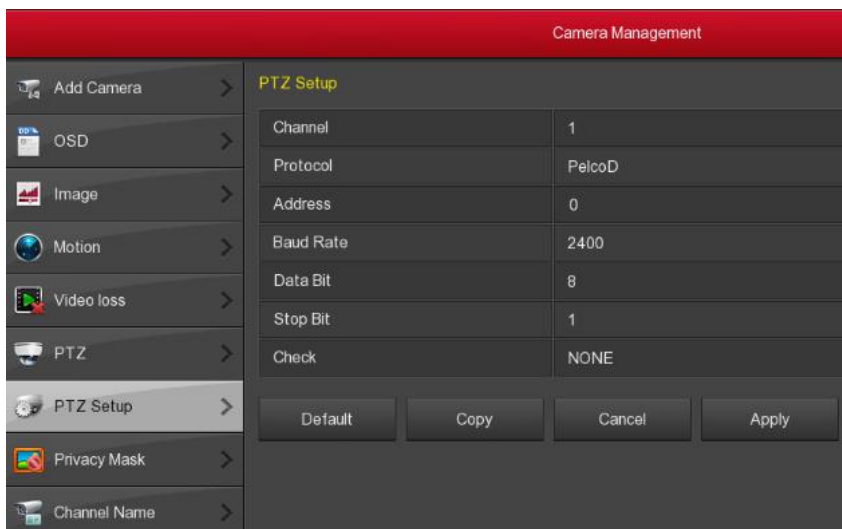 Camera Management
Add Camera
OSD
Image
Motion
Video loss
PTZ
PTZ Setup
Privacy Mask
Channel Name
PTZ Setup
Channel 1
Protocol PelcoD
Address 0
Baud Rate 2400
Data Bit 8
Stop Bit 1
Check NONE
Default Copy Cancel Apply